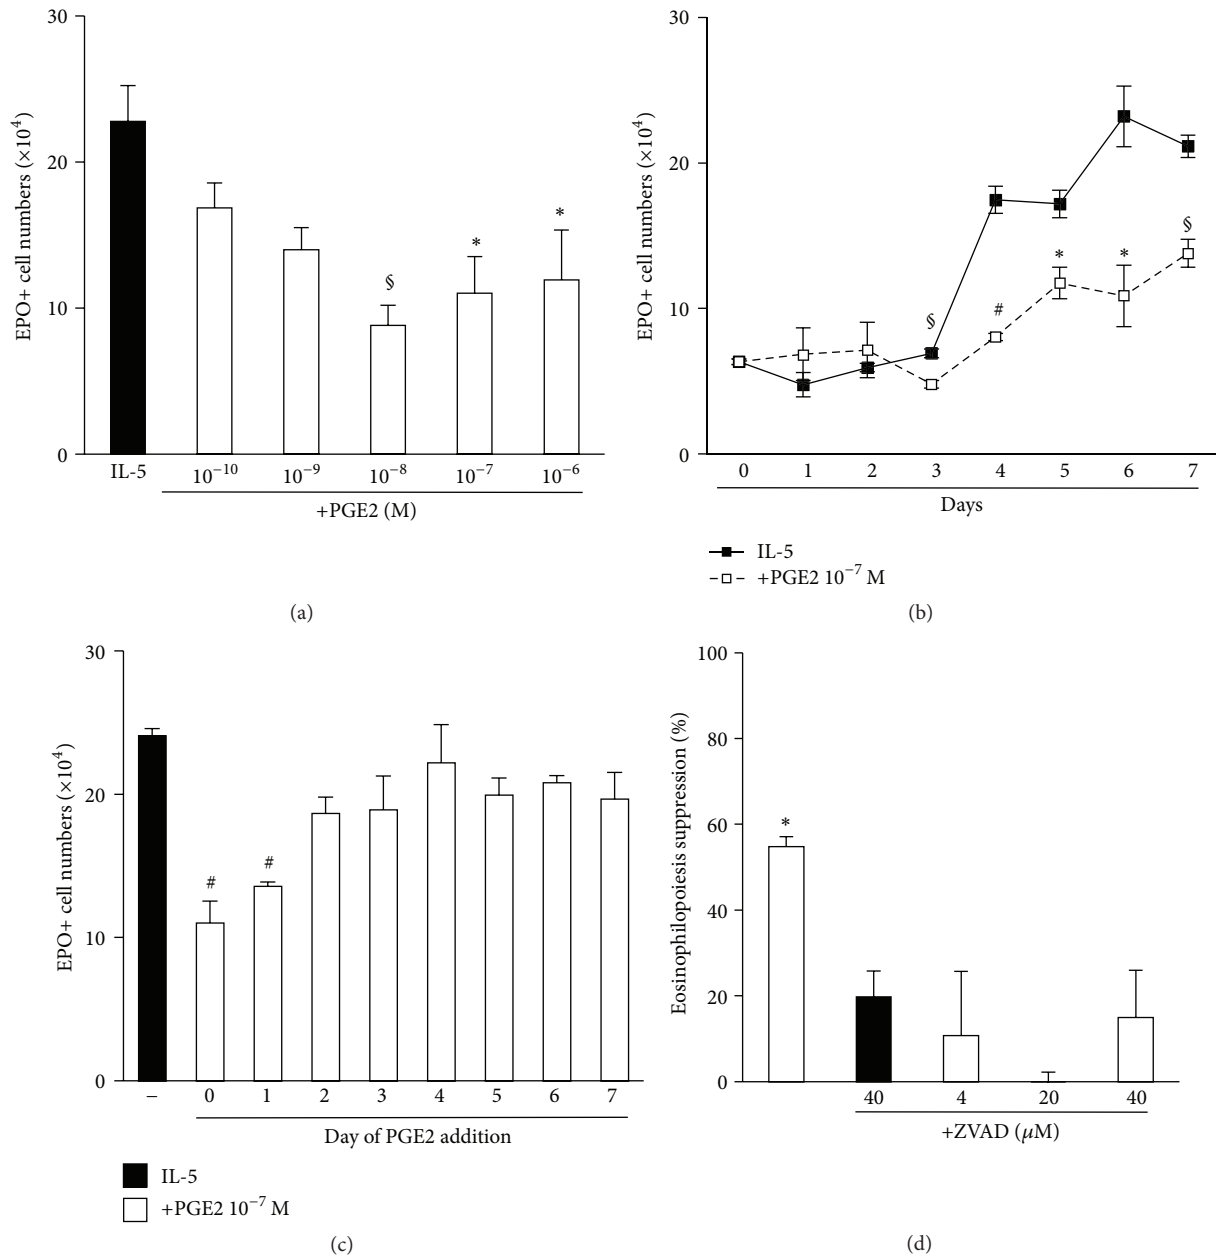 30
20
10
0
EPO+ cell numbers (×10⁴)
§
*
*
IL-5 10⁻¹⁰ 10⁻⁹ 10⁻⁸ 10⁻⁷ 10⁻⁶
+PGE2 (M)
(a)
30
20
10
0
EPO+ cell numbers (×10⁴)
§
#
*
*
§
0 1 2 3 4 5 6 7
Days
IL-5
+PGE2 10⁻⁷ M
(b)
30
20
10
0
EPO+ cell numbers (×10⁴)
#
#
– 0 1 2 3 4 5 6 7
Day of PGE2 addition
IL-5
+PGE2 10⁻⁷ M
(c)
100
80
60
40
20
0
Eosinophilopoiesis suppression (%)
*
40 4 20 40
+ZVAD (μM)
(d)